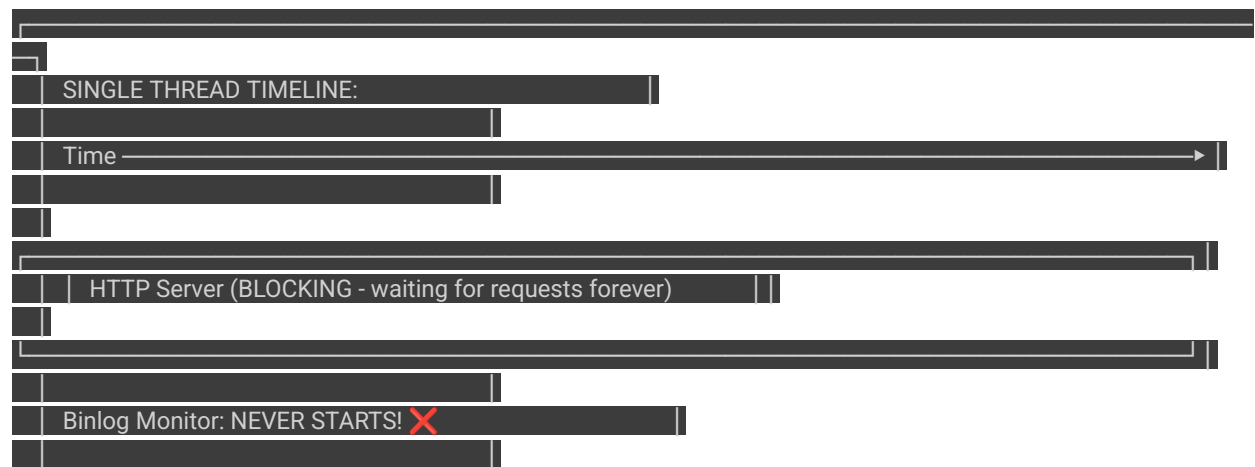 SINGLE THREAD TIMELINE:
Time
HTTP Server (BLOCKING - waiting for requests forever)
Binlog Monitor: NEVER STARTS! ❌